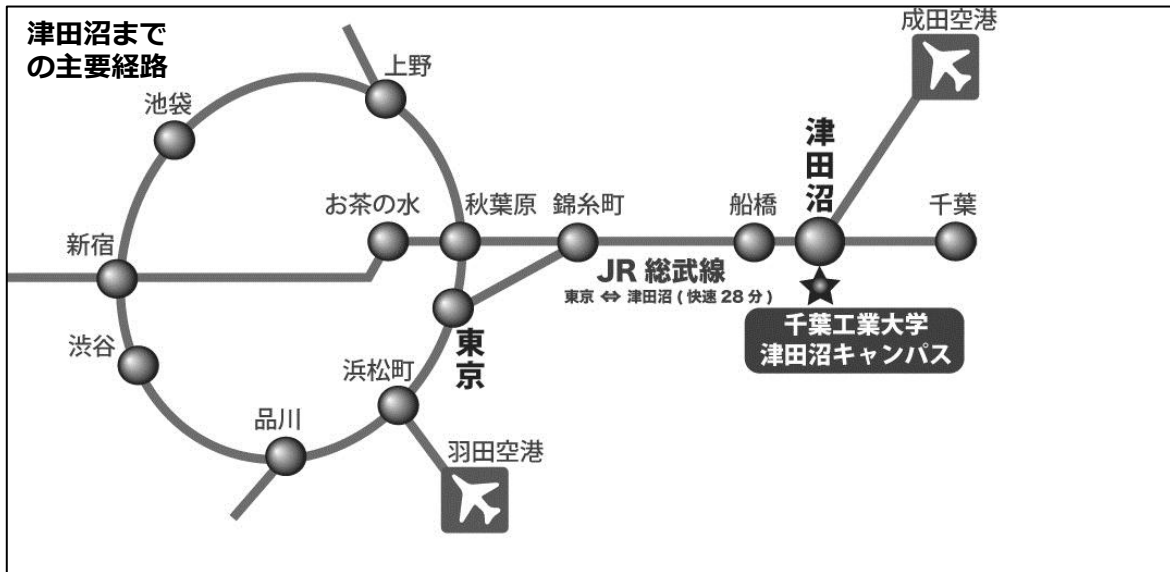 津田沼まで
の主要経路
成田空港
上野
池袋
津田沼
お茶の水
秋葉原
錦糸町
船橋
千葉
新宿
JR 総武線
東京 ⇔ 津田沼 ( 快速 28 分 )
千葉工業大学
津田沼キャンパス
東京
渋谷
浜松町
品川
羽田空港